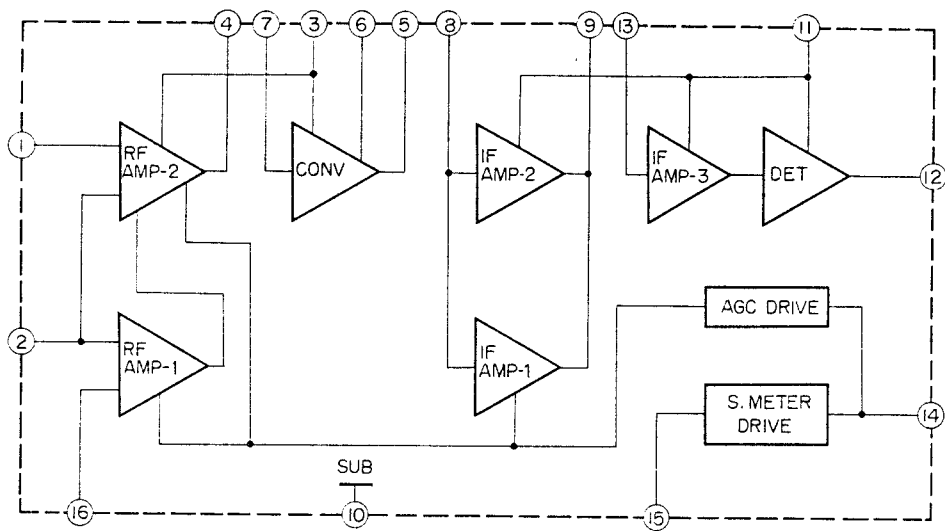 4 7 3 6 5 8 9 13 11
1
RF
AMP-2
CONV
IF
AMP-2
IF
AMP-3
DET
12
2
RF
AMP-1
IF
AMP-1
AGC DRIVE
S.METER
DRIVE
14
SUB
16 10 15